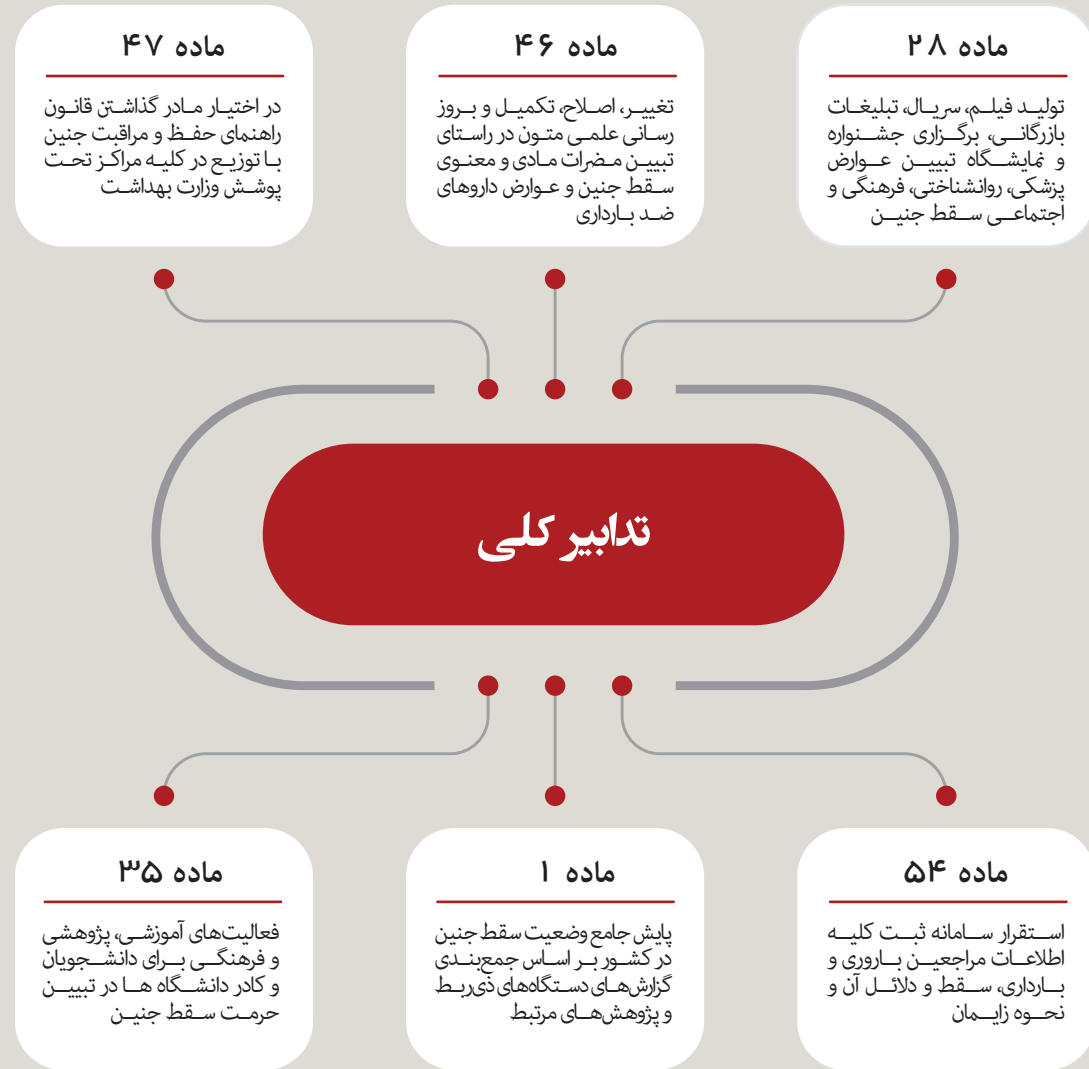 ماده ۲۸
تولید فیلم، سریال، تبلیغات
بازرگانی، برگزاری جشنواره
و نمایشگاه تبیین عوارض
پزشکی، روانشناختی، فرهنگی و
اجتماعی سقط جنین
ماده ۴۶
تغییر، اصلاح، تکمیل و بروز
رسانی علمی متون در راستای
تبیین مضرات مادی و معنوی
سقط جنین و عوارض داروهای
ضد بارداری
ماده ۴۷
در اختیار مادر گذاشتن قانون
راهنمای حفظ و مراقبت جنین
با توزیع در کلیه مراکز تحت
پوشش وزارت بهداشت
تدابیر کلی
ماده ۵۴
استقرار سامانه ثبت کلیه
اطلاعات مراجعین باروری و
بارداری، سقط و دلائل آن و
نحوه زایمان
ماده ۱
پایش جامع وضعیت سقط جنین
در کشور بر اساس جمع‌بندی
گزارش‌های دستگاه‌های ذی‌ربط
و پژوهش‌های مرتبط
ماده ۳۵
فعالیت‌های آموزشی، پژوهشی
و فرهنگی برای دانشجویان
و کادر دانشگاه ها در تبیین
حرمت سقط جنین